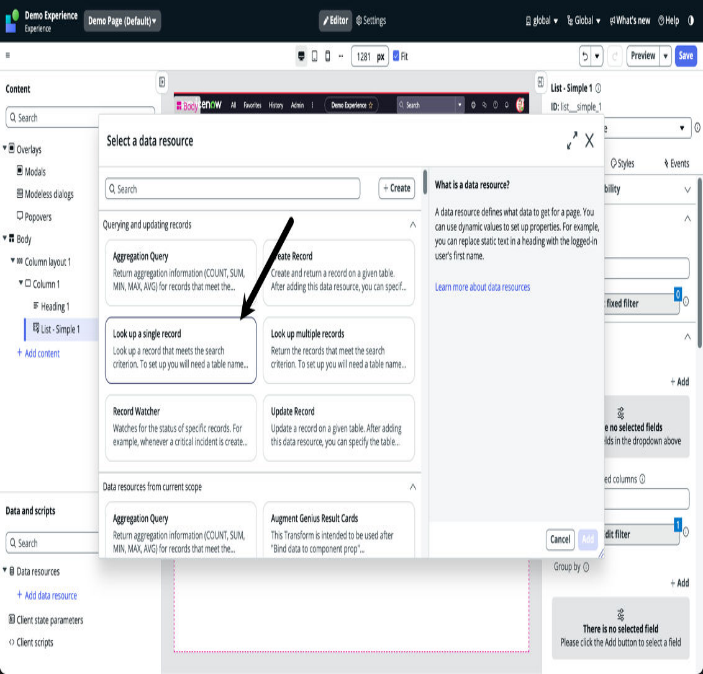 Demo Experience
Experience
Demo Page (Default)
Editor
Settings
global
Global
What's new
Help
1281 px
Fit
Preview
Save
Content
Search
Overlays
Modals
Modeless dialogs
Popovers
Body
Column layout 1
Column 1
Heading 1
List - Simple 1
+ Add content
Data and scripts
Search
Data resources
+ Add data resource
Client state parameters
Client scripts
Body
cenow
All
Favorites
History
Admin
Demo Experience
Search
Select a data resource
Search
+ Create
Querying and updating records
Aggregation Query
Return aggregation information (COUNT, SUM,
MIN, MAX, AVG) for records that meet the...
Create Record
Create and return a record on a given table.
After adding this data resource, you can specif...
Look up a single record
Look up a record that meets the search
criterion. To set up you will need a table name...
Look up multiple records
Return the records that meet the search
criterion. To set up you will need a table name...
Record Watcher
Watches for the status of specific records. For
example, whenever a critical incident is create...
Update Record
Update a record on a given table. After adding
this data resource, you can specify the table...
Data resources from current scope
Aggregation Query
Return aggregation information (COUNT, SUM,
MIN, MAX, AVG) for records that meet the...
Augment Genius Result Cards
This Transform is intended to be used after
"Bind data to component prop"...
What is a data resource?
A data resource defines what data to get for a page. You
can use dynamic values to set up properties. For example,
you can replace static text in a heading with the logged-in
user's first name.
Learn more about data resources
Cancel
Add
List - Simple 1
ID: list__simple_1
e
Styles
Events
bility
fixed filter
0
+ Add
e no selected fields
lds in the dropdown above
ed columns
dit filter
1
Group by
+ Add
There is no selected field
Please click the Add button to select a field